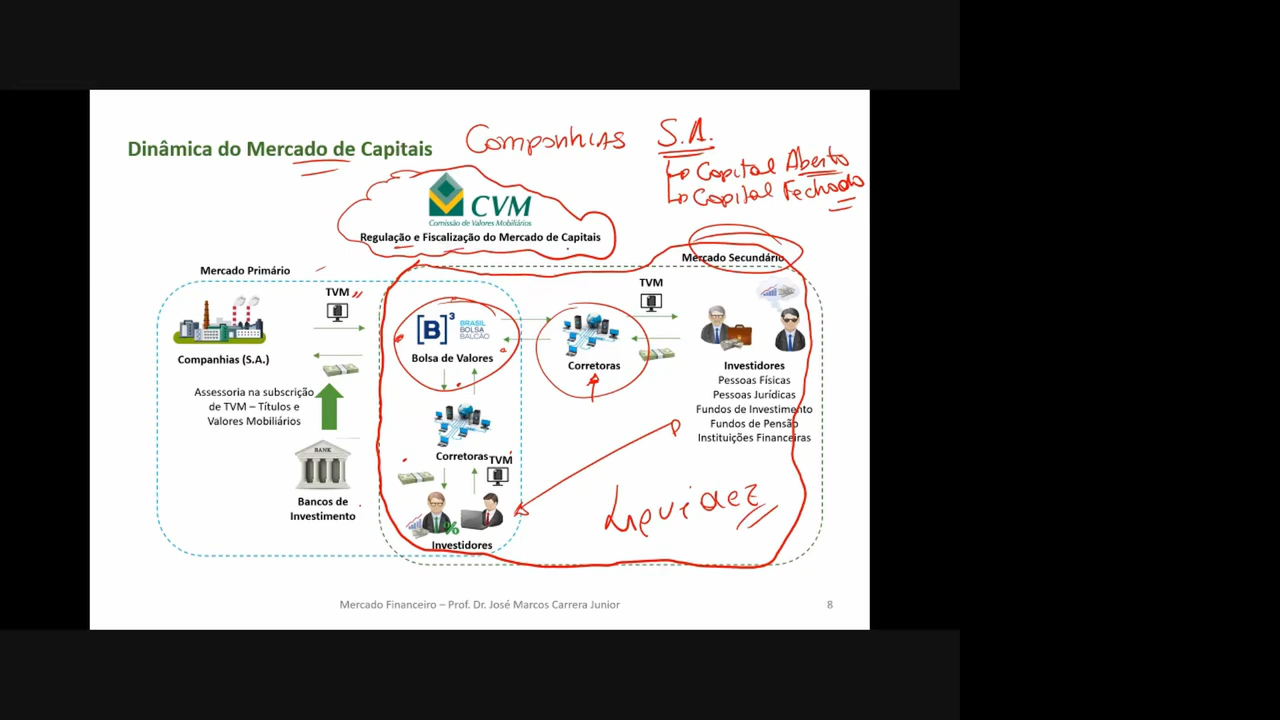 Dinâmica do Mercado de Capitais
Companhias S.A.
Capital Aberto
Capital Fechado
CVM
Comissão de Valores Mobiliários
Regulação e Fiscalização do Mercado de Capitais
Mercado Primário
Mercado Secundário
TVM
TVM
[B]³ BRASIL
BOLSA
BALCÃO
Companhias (S.A.)
Bolsa de Valores
Corretoras
Investidores
Pessoas Físicas
Pessoas Jurídicas
Fundos de Investimento
Fundos de Pensão
Instituições Financeiras
Assessoria na subscrição
de TVM – Títulos e
Valores Mobiliários
BANK
Corretoras
TVM
Bancos de
Investimento
Liquidez
Investidores
Mercado Financeiro – Prof. Dr. José Marcos Carrera Junior
8